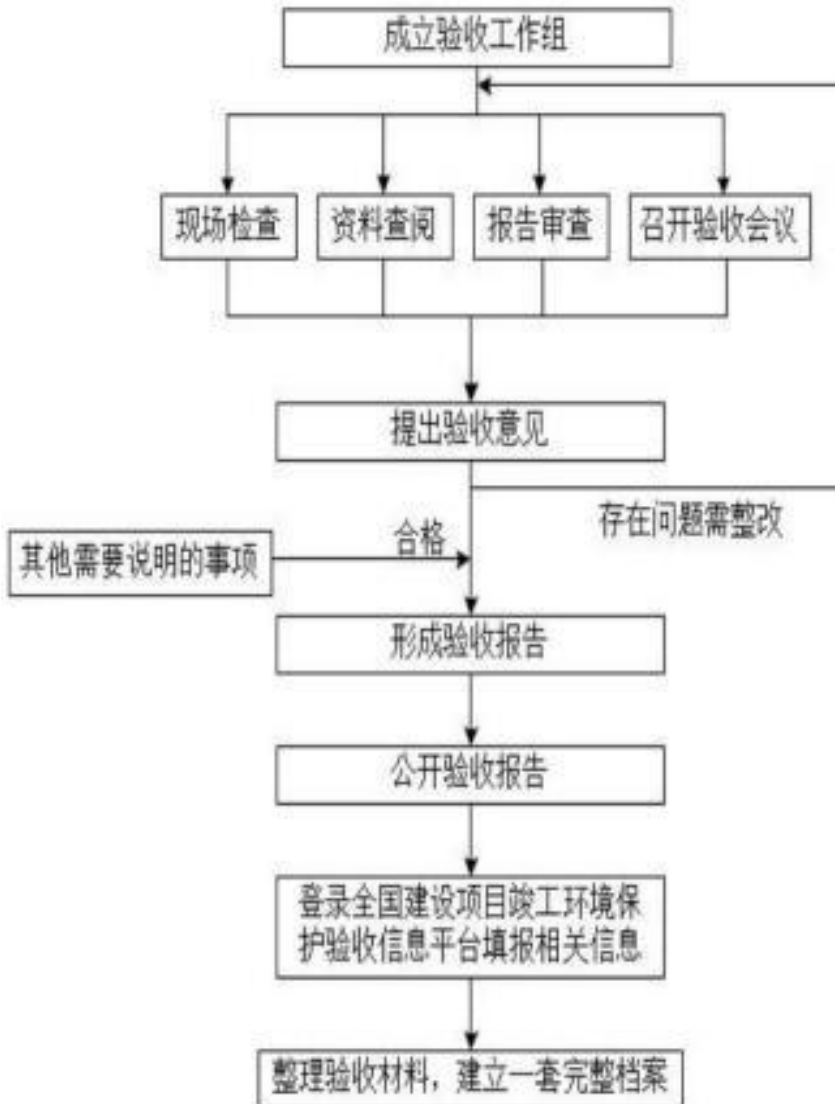 成立验收工作组
现场检查
资料查阅
报告审查
召开验收会议
提出验收意见
存在问题需整改
合格
其他需要说明的事项
形成验收报告
公开验收报告
登录全国建设项目竣工环境保
护验收信息平台填报相关信息
整理验收材料，建立一套完整档案